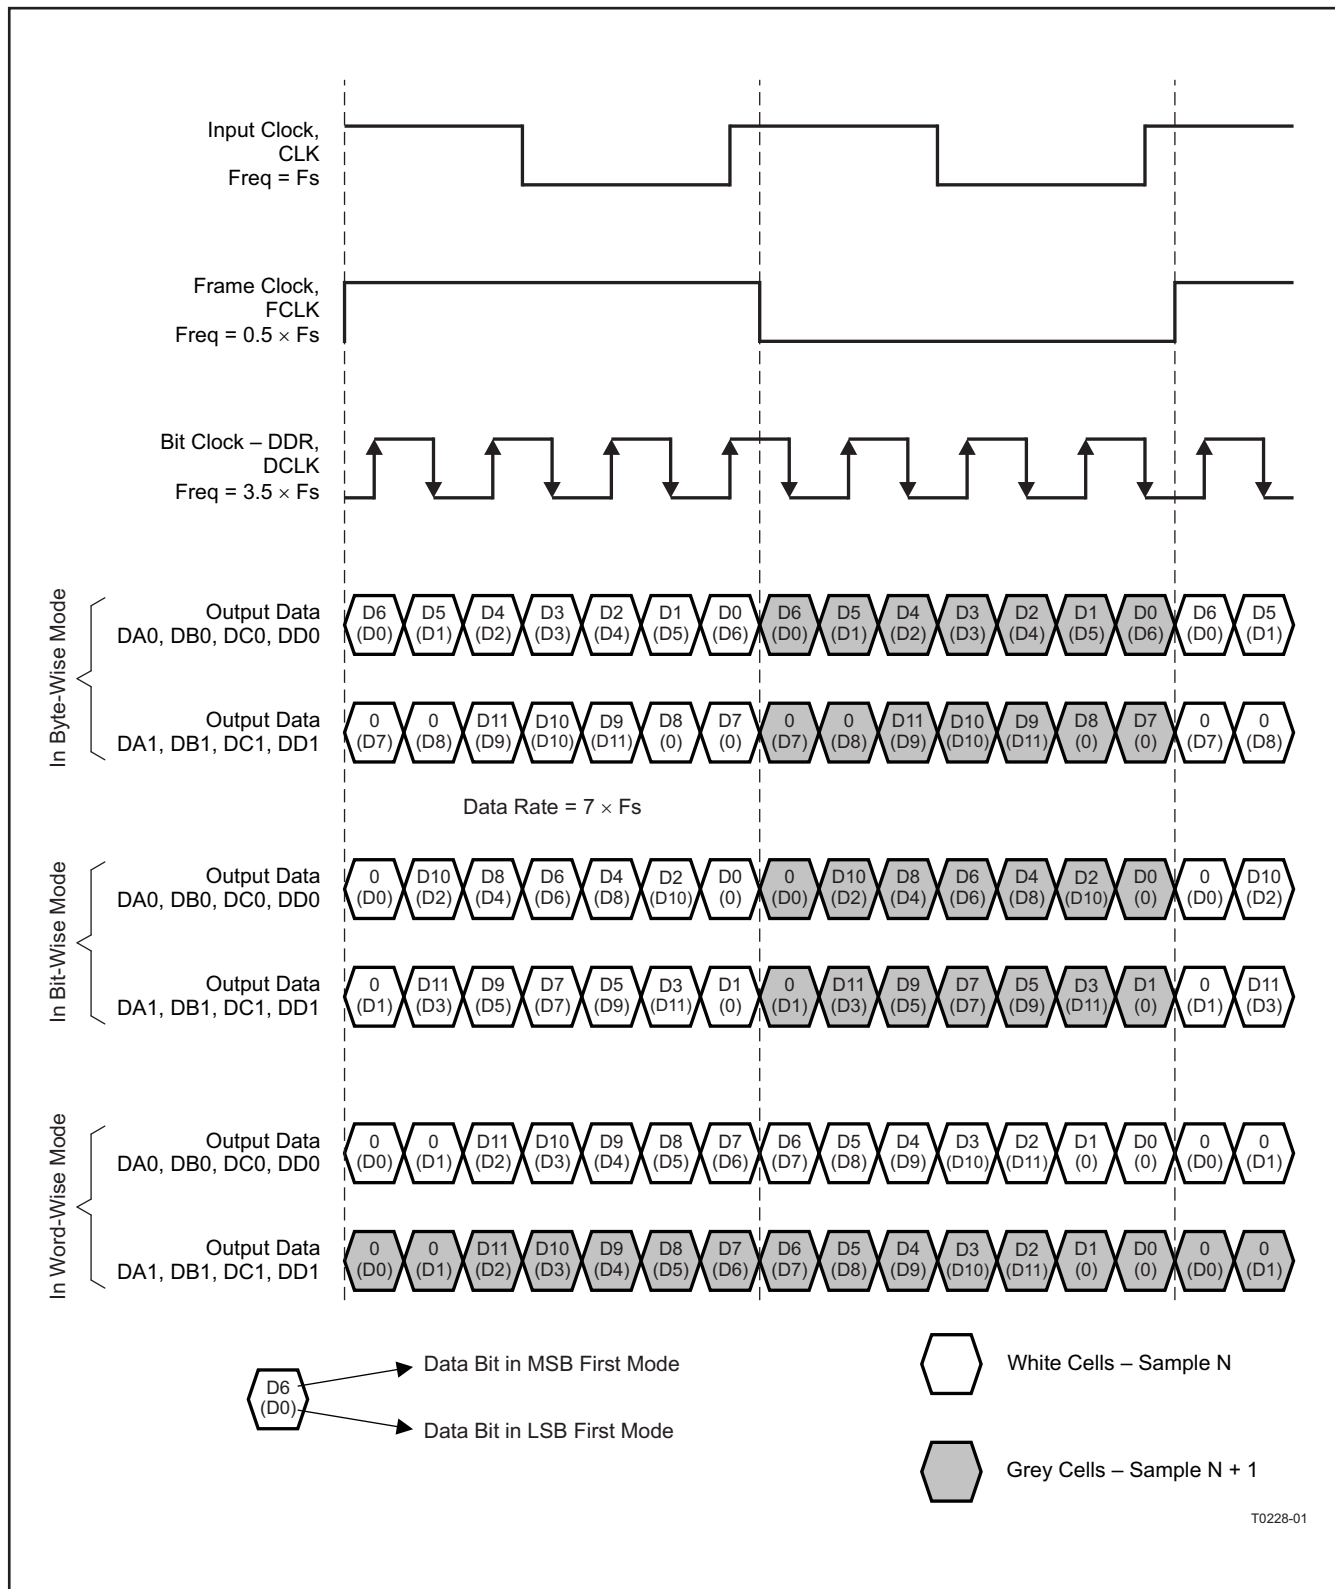 Input Clock,
CLK
Freq = Fs
Frame Clock,
FCLK
Freq = 0.5 × Fs
Bit Clock – DDR,
DCLK
Freq = 3.5 × Fs
In Byte-Wise Mode
Output Data
DA0, DB0, DC0, DD0
D6 D5 D4 D3 D2 D1 D0 D6 D5 D4 D3 D2 D1 D0 D6 D5
(D0) (D1) (D2) (D3) (D4) (D5) (D6) (D0) (D1) (D2) (D3) (D4) (D5) (D6) (D0) (D1)
Output Data
DA1, DB1, DC1, DD1
0 0 D11 D10 D9 D8 D7 0 0 D11 D10 D9 D8 D7 0 0
(D7) (D8) (D9) (D10) (D11) (0) (0) (D7) (D8) (D9) (D10) (D11) (0) (0) (D7) (D8)
Data Rate = 7 × Fs
In Bit-Wise Mode
Output Data
DA0, DB0, DC0, DD0
0 D10 D8 D6 D4 D2 D0 0 D10 D8 D6 D4 D2 D0 0 D10
(D0) (D2) (D4) (D6) (D8) (D10) (0) (D0) (D2) (D4) (D6) (D8) (D10) (0) (D0) (D2)
Output Data
DA1, DB1, DC1, DD1
0 D11 D9 D7 D5 D3 D1 0 D11 D9 D7 D5 D3 D1 0 D11
(D1) (D3) (D5) (D7) (D9) (D11) (0) (D1) (D3) (D5) (D7) (D9) (D11) (0) (D1) (D3)
In Word-Wise Mode
Output Data
DA0, DB0, DC0, DD0
0 0 D11 D10 D9 D8 D7 D6 D5 D4 D3 D2 D1 D0 0 0
(D0) (D1) (D2) (D3) (D4) (D5) (D6) (D7) (D8) (D9) (D10) (D11) (0) (0) (D0) (D1)
Output Data
DA1, DB1, DC1, DD1
0 0 D11 D10 D9 D8 D7 D6 D5 D4 D3 D2 D1 D0 0 0
(D0) (D1) (D2) (D3) (D4) (D5) (D6) (D7) (D8) (D9) (D10) (D11) (0) (0) (D0) (D1)
D6
(D0)
Data Bit in MSB First Mode
Data Bit in LSB First Mode
White Cells – Sample N
Grey Cells – Sample N + 1
T0228-01